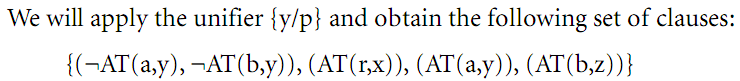 We will apply the unifier {y/p} and obtain the following set of clauses:
{(¬AT(a,y), ¬AT(b,y)), (AT(r,x)), (AT(a,y)), (AT(b,z))}